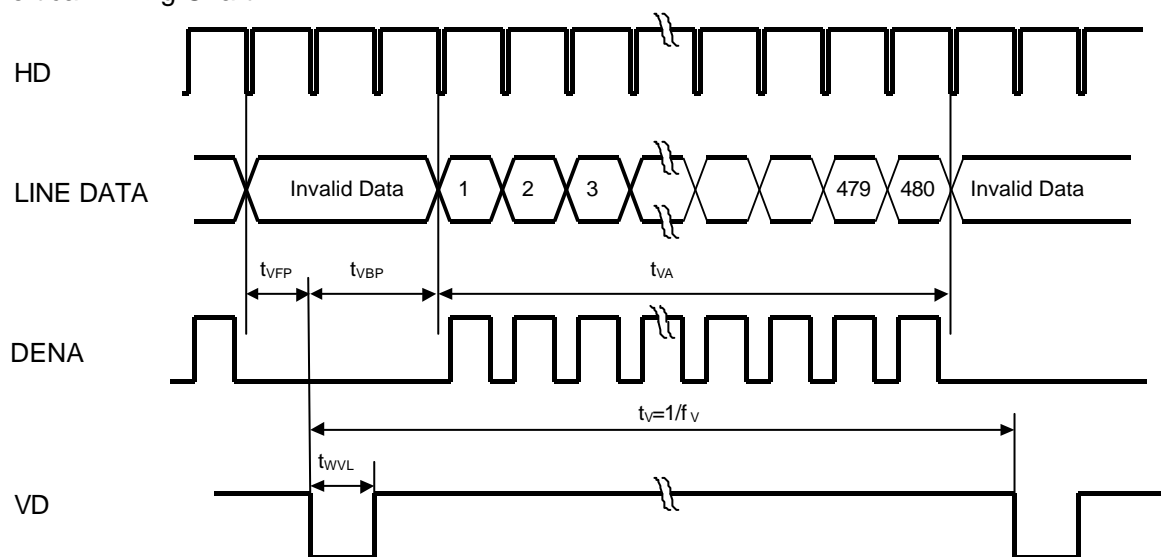 HD
LINE DATA
Invalid Data 1 2 3 479 480 Invalid Data
tVFP tVBP tVA
DENA
tV=1/fV
tWVL
VD